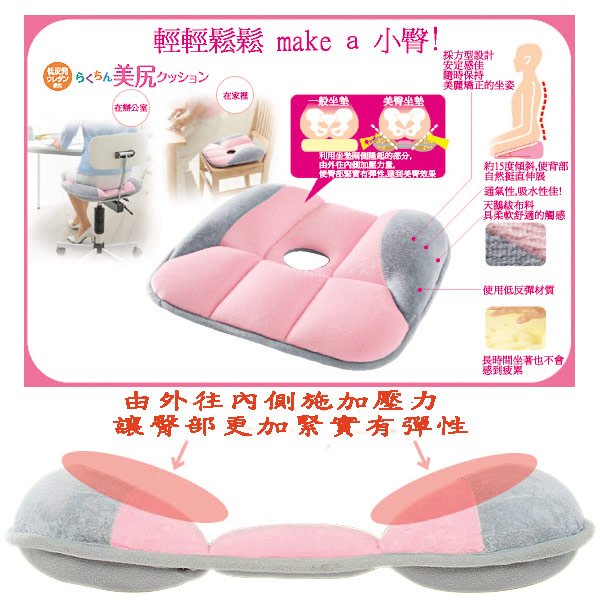 輕輕鬆鬆 make a 小臀!
低反発
ウレタン
使用
らくちん美尻クッション
在辦公室
在家裡
一般坐墊
美臀坐墊
利用坐墊兩側隆起的部分,
由外往內側加壓力量,
使臀部緊實有彈性,達到美臀效果
採方型設計
安定感佳
隨時保持
美麗矯正的坐姿
約15度傾斜,使背部
自然挺直伸展
通氣性,吸水性佳!
天鵝絨布料
具柔軟舒適的觸感
使用低反彈材質
長時間坐著也不會
感到疲累
由外往內側施加壓力
讓臀部更加緊實有彈性